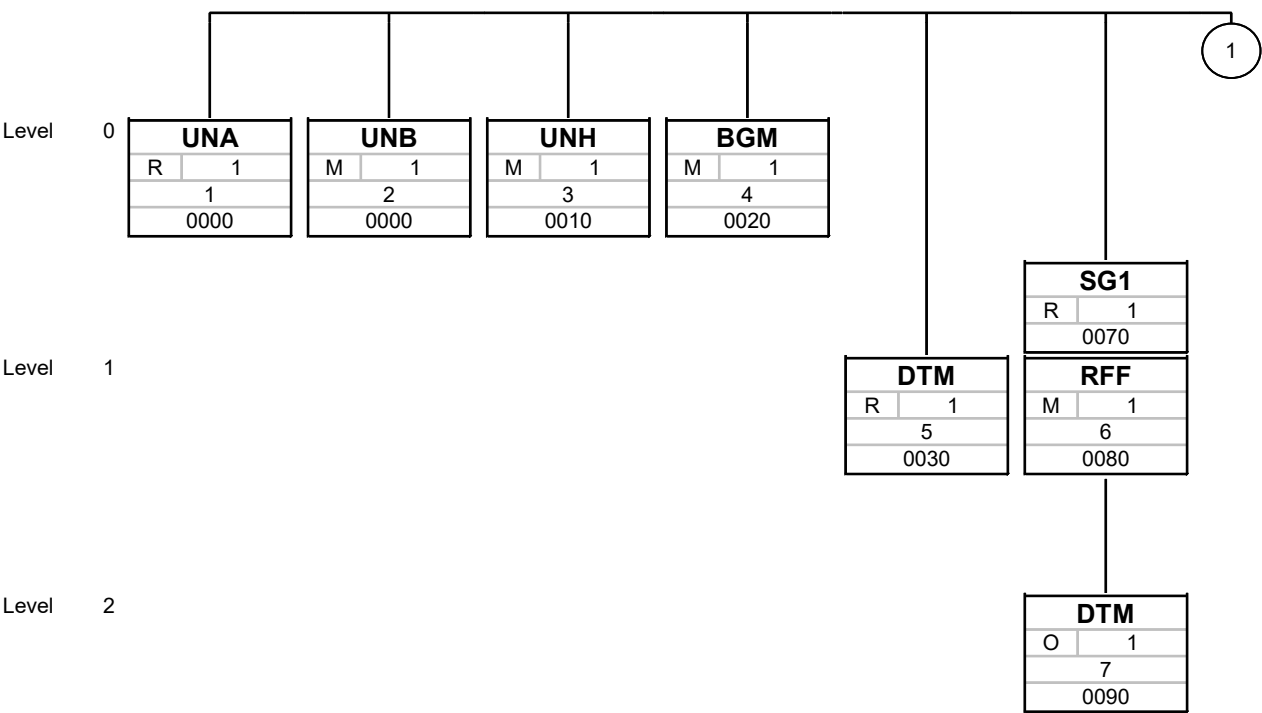 1
Level 0
UNA UNB UNH BGM
R 1 M 1 M 1 M 1
1 2 3 4
0000 0000 0010 0020
SG1
R 1
0070
Level 1
DTM RFF
R 1 M 1
5 6
0030 0080
Level 2
DTM
O 1
7
0090